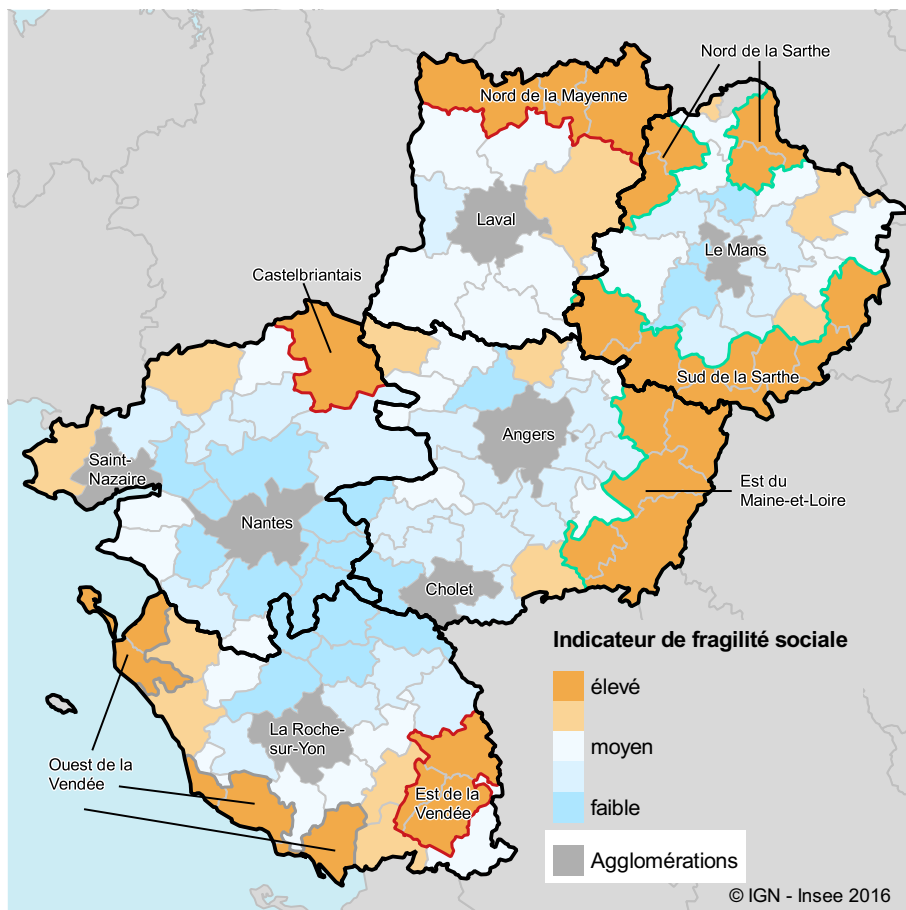 Nord de la Sarthe
Nord de la Mayenne
Laval
Le Mans
Castelbriantais
Sud de la Sarthe
Angers
Saint-
Nazaire
Est du
Maine-et-Loire
Nantes
Cholet
Indicateur de fragilité sociale
élevé
moyen
faible
Agglomérations
La Roche-
sur-Yon
Ouest de la
Vendée
Est de la
Vendée
© IGN - Insee 2016